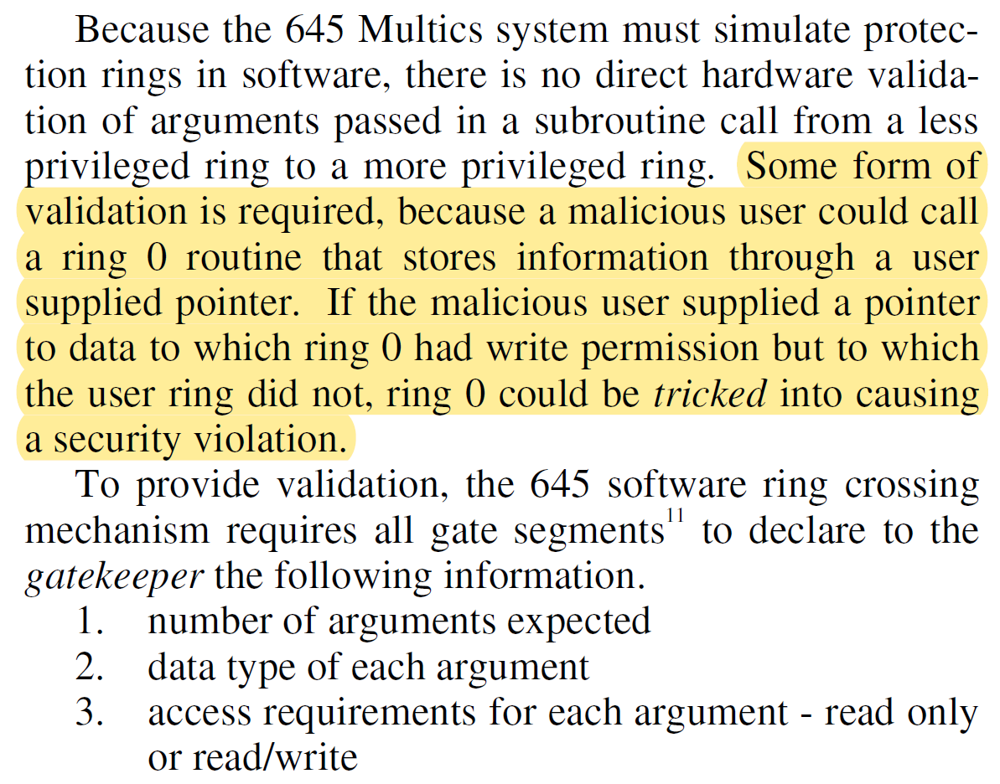 Because the 645 Multics system must simulate protec-
tion rings in software, there is no direct hardware valida-
tion of arguments passed in a subroutine call from a less
privileged ring to a more privileged ring. Some form of
validation is required, because a malicious user could call
a ring 0 routine that stores information through a user
supplied pointer. If the malicious user supplied a pointer
to data to which ring 0 had write permission but to which
the user ring did not, ring 0 could be tricked into causing
a security violation.
To provide validation, the 645 software ring crossing
mechanism requires all gate segments11 to declare to the
gatekeeper the following information.
1. number of arguments expected
2. data type of each argument
3. access requirements for each argument - read only
or read/write